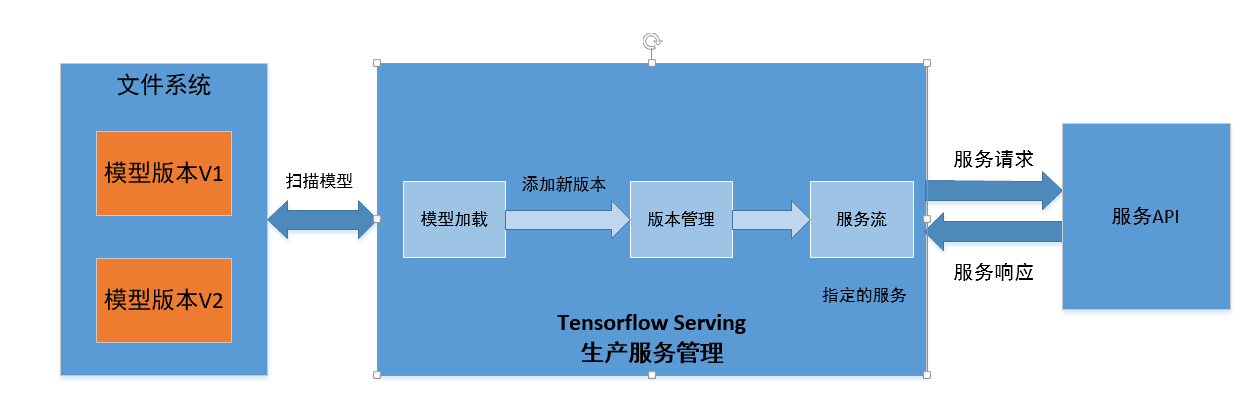 文件系统
模型版本V1
模型版本V2
扫描模型
模型加载
添加新版本
版本管理
服务流
指定的服务
Tensorflow Serving
生产服务管理
服务请求
服务响应
服务API